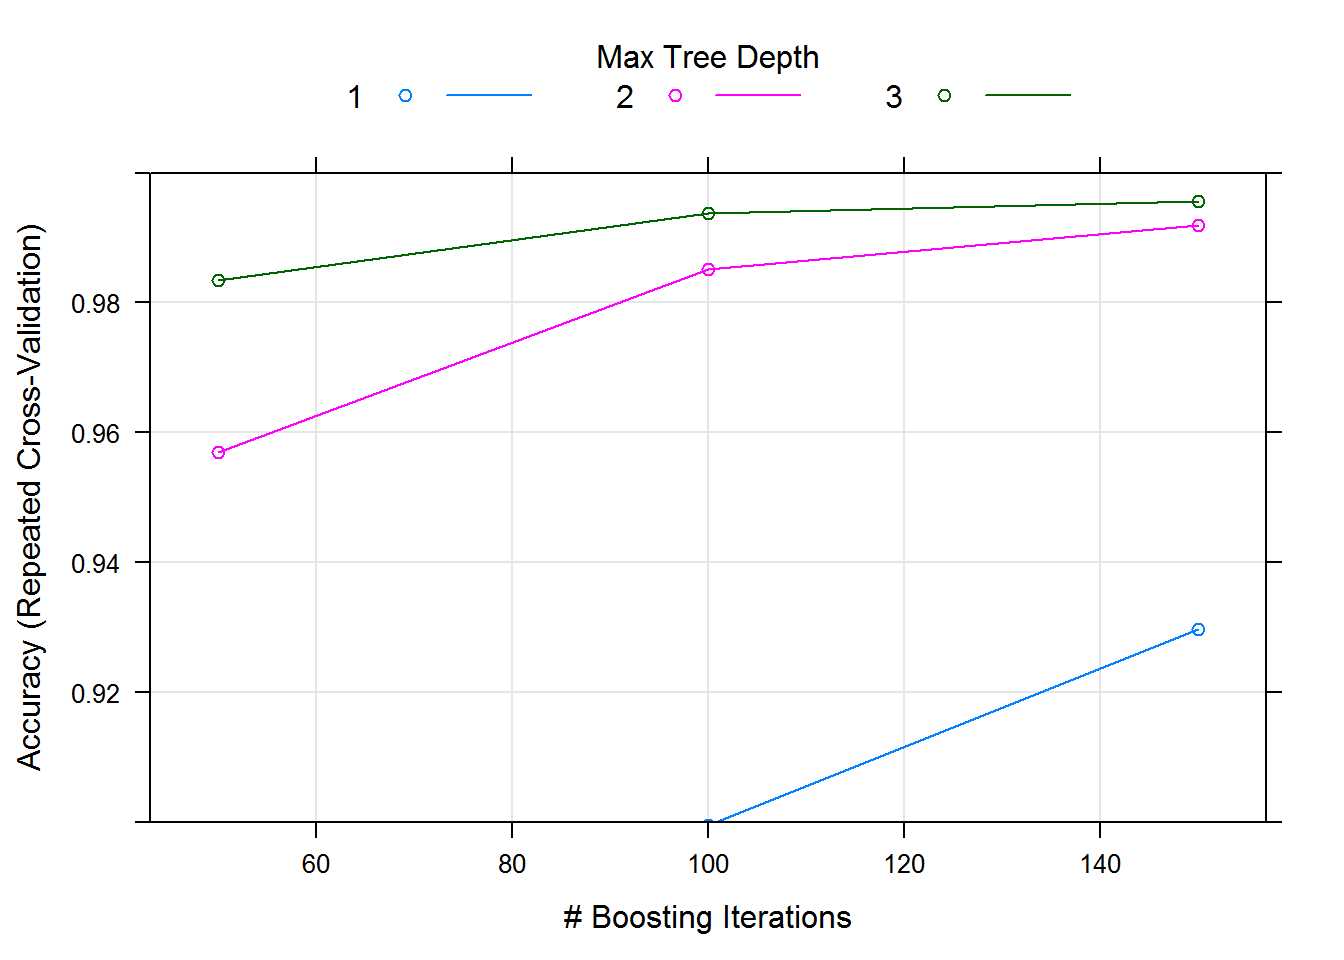 Max Tree Depth
1 2 3
0.98
0.96
0.94
0.92
Accuracy (Repeated Cross-Validation)
60 80 100 120 140
# Boosting Iterations